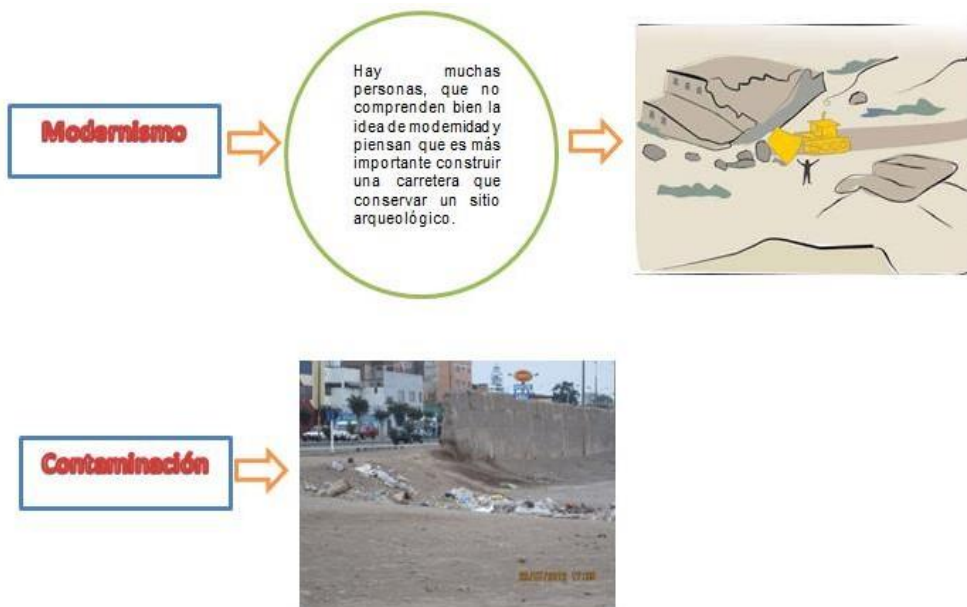 Modernismo
Hay muchas
personas, que no
comprenden bien la
idea de modernidad y
piensan que es más
importante construir
una carretera que
conservar un sitio
arqueológico.
Contaminación